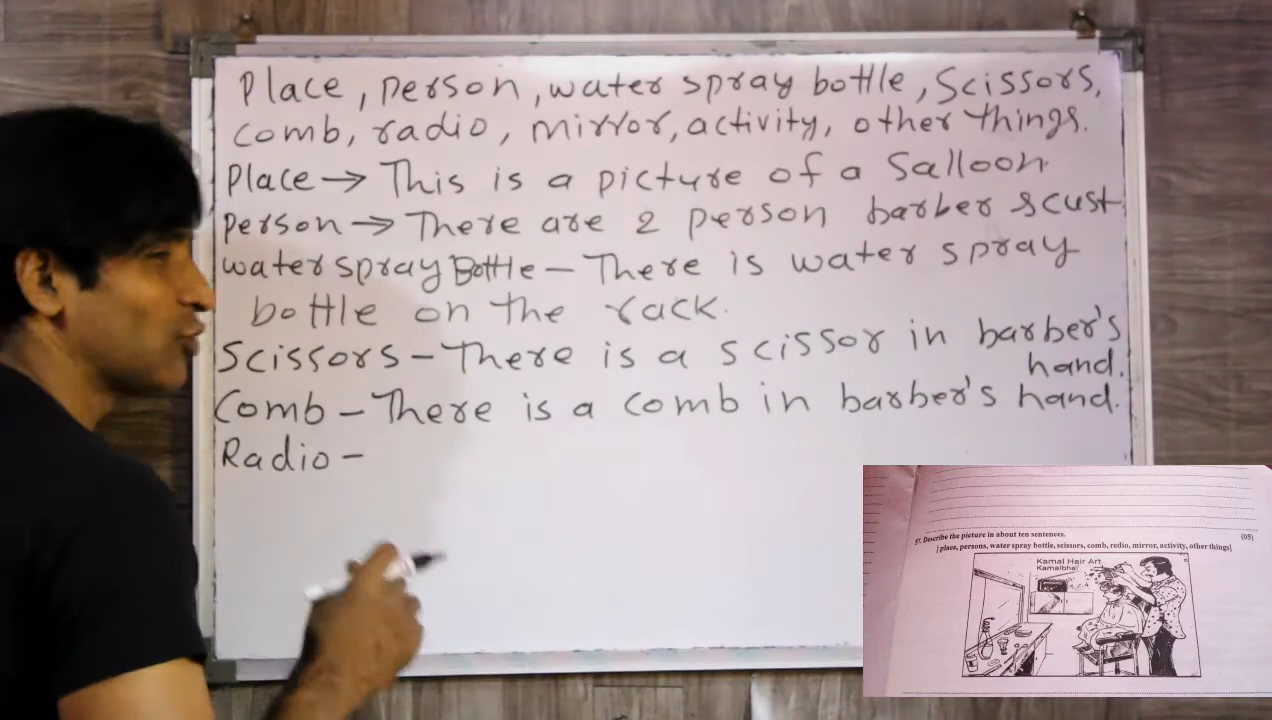 Place, person, water spray bottle, Scissors,
comb, radio, mirror, activity, other things.
Place → This is a picture of a Salloon
Person → There are 2 person barber & cust
water spray Bottle – There is water spray
bottle on the rack.
Scissors – There is a scissor in barber's
hand.
Comb – There is a comb in barber's hand.
Radio –
57. Describe the picture in about ten sentences. (05)
[place, persons, water spray bottle, scissors, comb, redio, mirror, activity, other things]
Kamal Hair Art
Kamalbhai